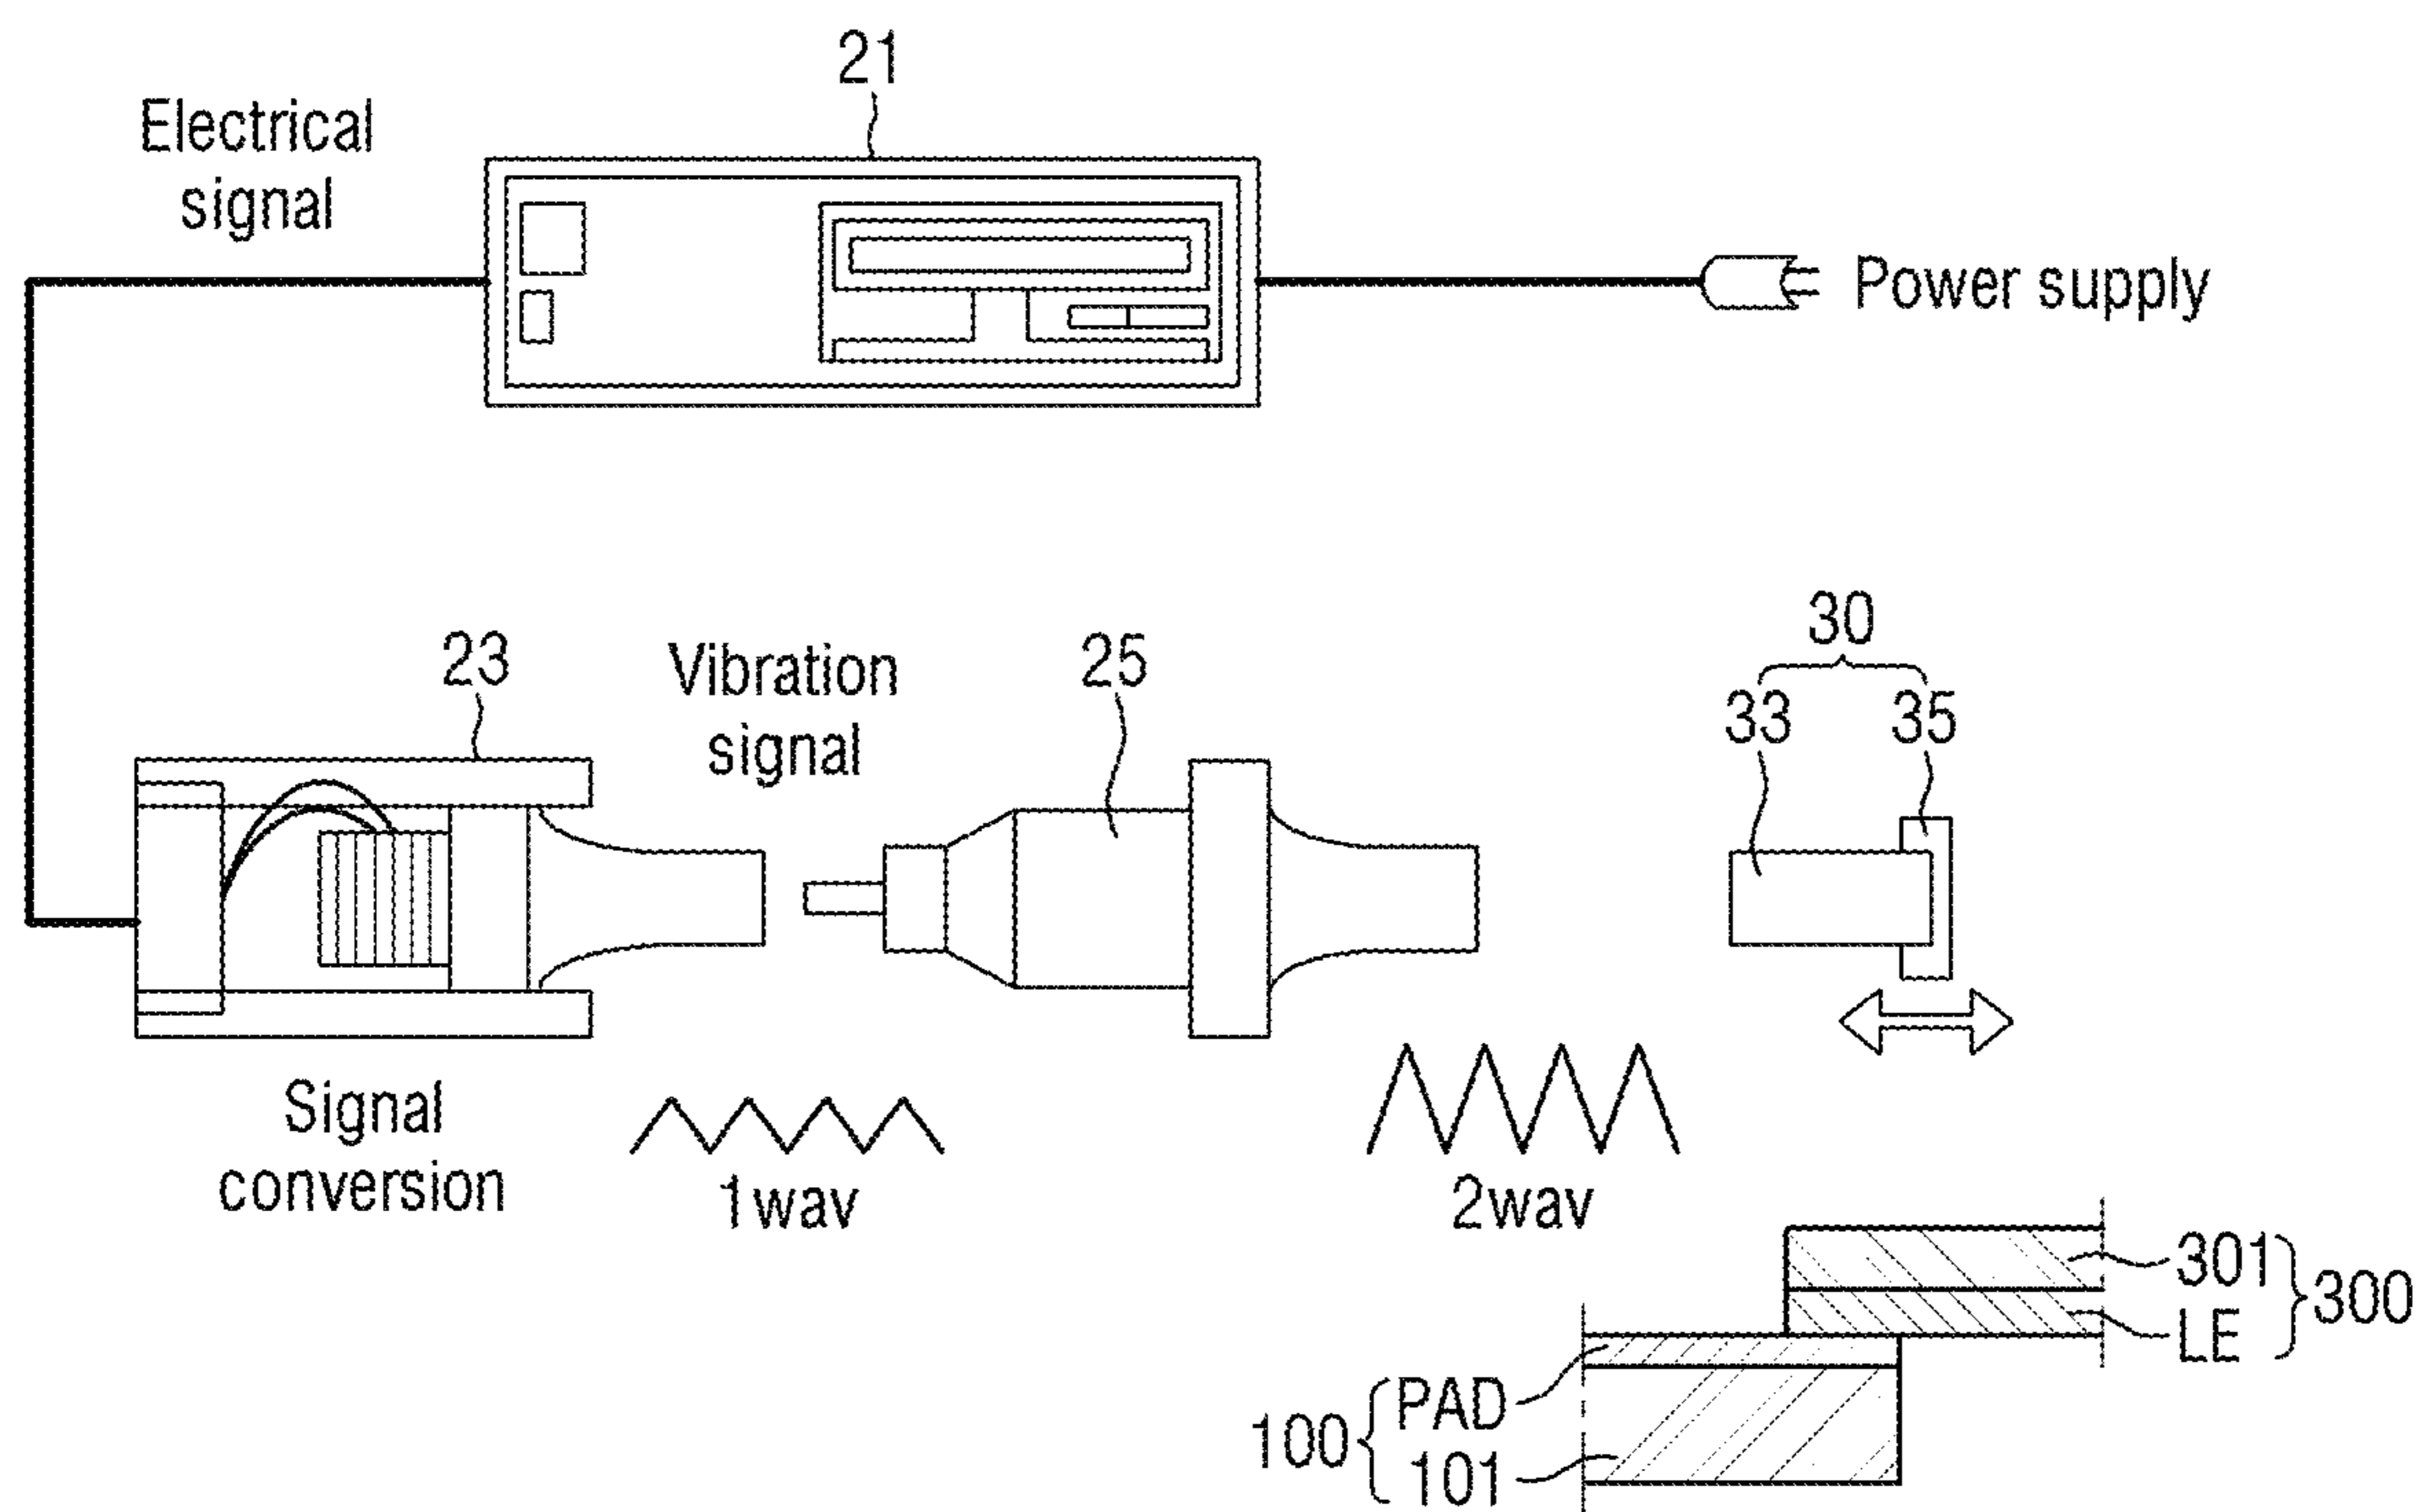 21
Electrical
signal
Power supply
30
23
Vibration
signal
25
33
35
Signal
conversion
1wav
2wav
301
LE
300
PAD
100
101